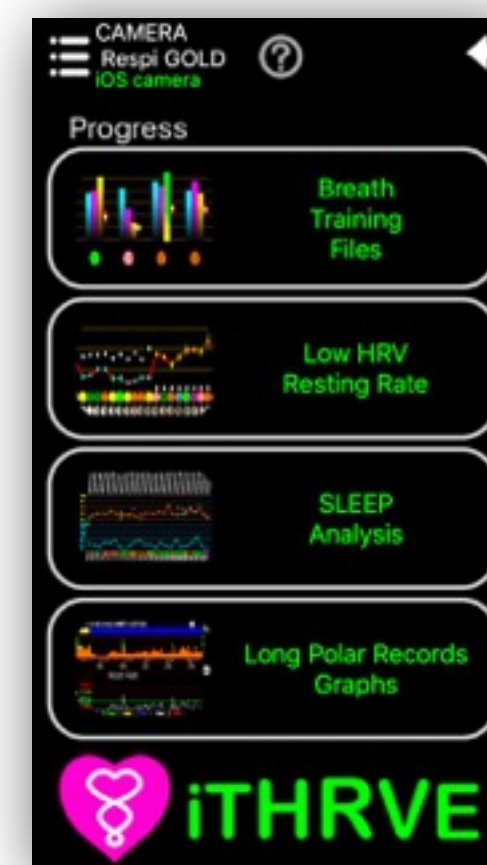 CAMERA
Respi GOLD
iOS camera
?
Progress
Breath
Training
Files
Low HRV
Resting Rate
SLEEP
Analysis
Long Polar Records
Graphs
iTHRVE